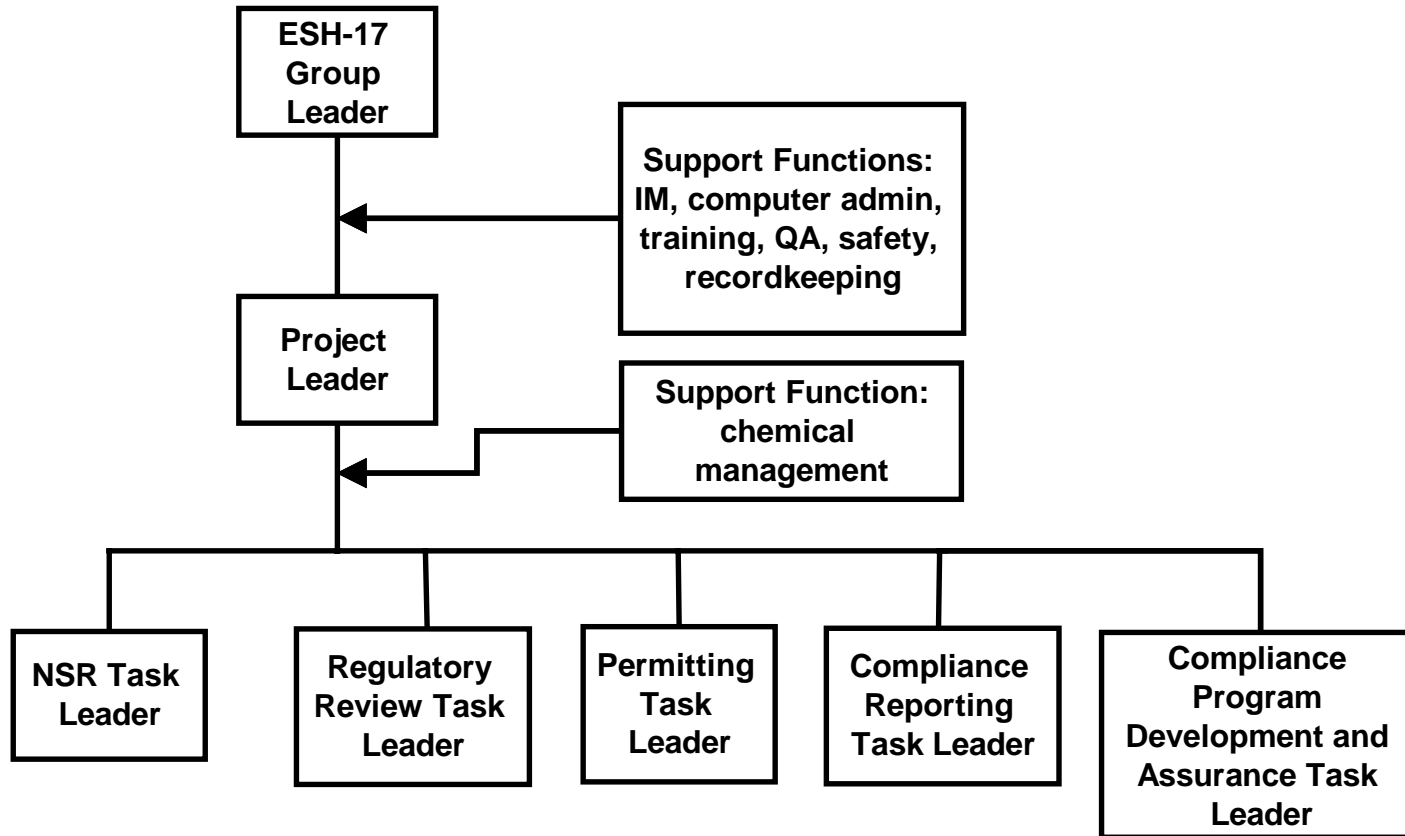 ESH-17
Group
Leader
Support Functions:
IM, computer admin,
training, QA, safety,
recordkeeping
Project
Leader
Support Function:
chemical
management
NSR Task
Leader
Regulatory
Review Task
Leader
Permitting
Task
Leader
Compliance
Reporting
Task Leader
Compliance
Program
Development and
Assurance Task
Leader